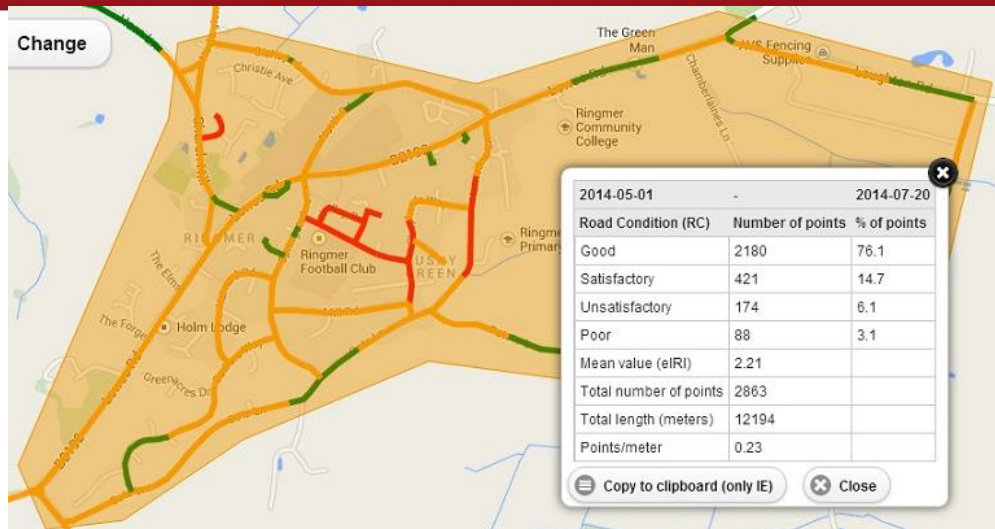 Change
The Green
Man
AVS Fencing
Supplies
Christie Ave
Chamberlaines Ln
Ringmer
Community
College
RINGMER
Ringmer
Football Club
The Elms
The Forge
Holm Lodge
Greenacres Dr
2014-05-01 - 2014-07-20
Road Condition (RC) Number of points % of points
Good 2180 76.1
Satisfactory 421 14.7
Unsatisfactory 174 6.1
Poor 88 3.1
Mean value (eIRI) 2.21
Total number of points 2863
Total length (meters) 12194
Points/meter 0.23
Copy to clipboard (only IE) Close